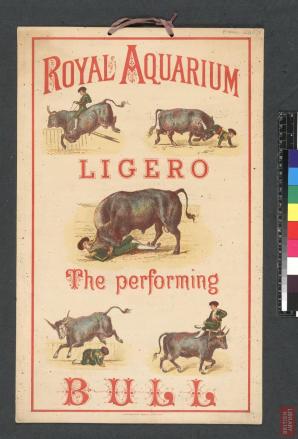 ROYAL AQUARIUM
LIGERO
The performing
BULL